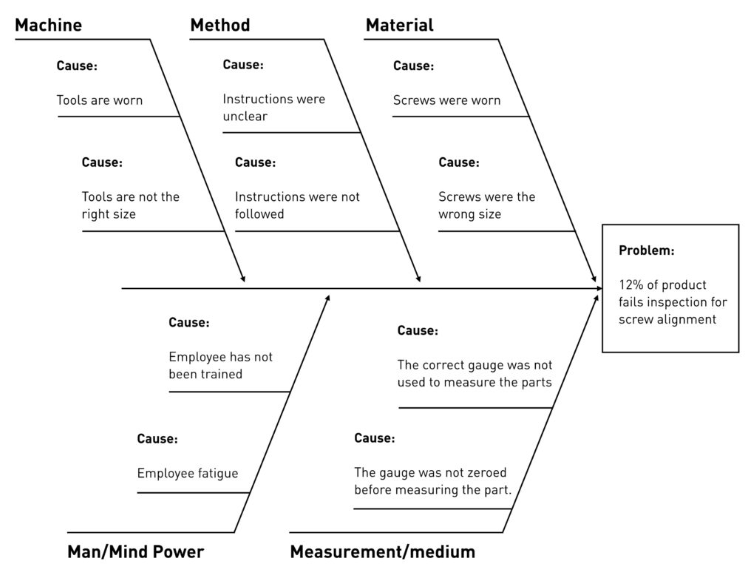 Machine
Cause:
Tools are worn
Cause:
Tools are not the
right size
Method
Cause:
Instructions were
unclear
Cause:
Instructions were not
followed
Material
Cause:
Screws were worn
Cause:
Screws were the
wrong size
Problem:
12% of product
fails inspection for
screw alignment
Cause:
Employee has not
been trained
Cause:
Employee fatigue
Man/Mind Power
Cause:
The correct gauge was not
used to measure the parts
Cause:
The gauge was not zeroed
before measuring the part.
Measurement/medium